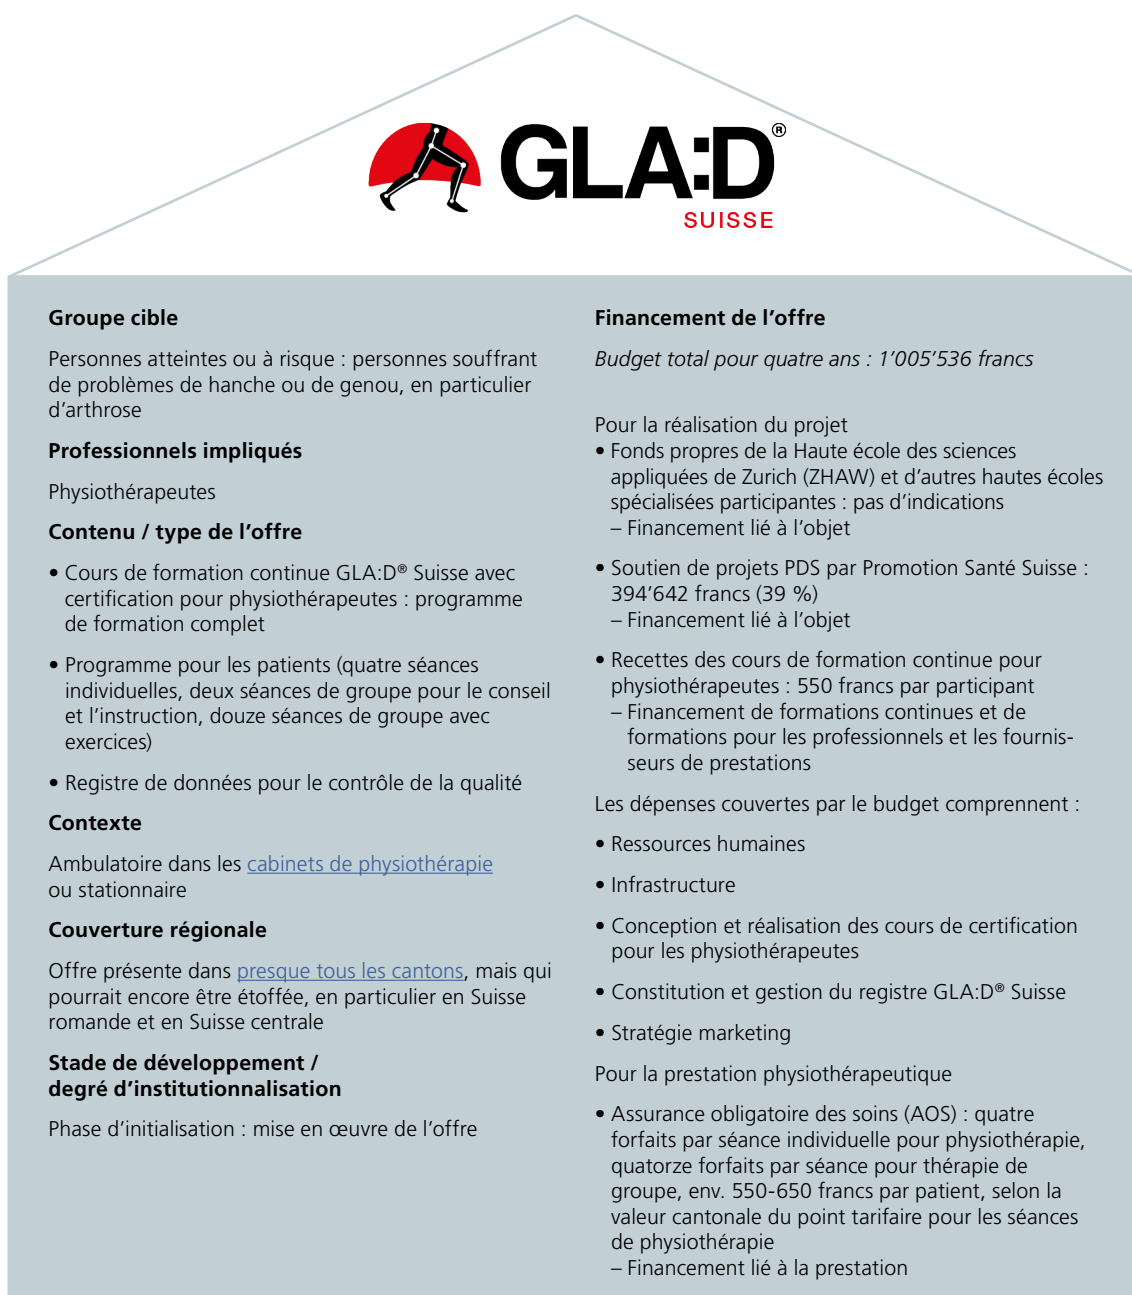 GLA:D®
SUISSE
Groupe cible
Personnes atteintes ou à risque : personnes souffrant
de problèmes de hanche ou de genou, en particulier
d’arthrose
Professionnels impliqués
Physiothérapeutes
Contenu / type de l’offre
• Cours de formation continue GLA:D® Suisse avec
certification pour physiothérapeutes : programme
de formation complet
• Programme pour les patients (quatre séances
individuelles, deux séances de groupe pour le conseil
et l’instruction, douze séances de groupe avec
exercices)
• Registre de données pour le contrôle de la qualité
Contexte
Ambulatoire dans les cabinets de physiothérapie
ou stationnaire
Couverture régionale
Offre présente dans presque tous les cantons, mais qui
pourrait encore être étoffée, en particulier en Suisse
romande et en Suisse centrale
Stade de développement /
degré d’institutionnalisation
Phase d’initialisation : mise en œuvre de l’offre
Financement de l’offre
Budget total pour quatre ans : 1’005’536 francs
Pour la réalisation du projet
• Fonds propres de la Haute école des sciences
appliquées de Zurich (ZHAW) et d’autres hautes écoles
spécialisées participantes : pas d’indications
– Financement lié à l’objet
• Soutien de projets PDS par Promotion Santé Suisse :
394’642 francs (39 %)
– Financement lié à l’objet
• Recettes des cours de formation continue pour
physiothérapeutes : 550 francs par participant
– Financement de formations continues et de
formations pour les professionnels et les fournis-
seurs de prestations
Les dépenses couvertes par le budget comprennent :
• Ressources humaines
• Infrastructure
• Conception et réalisation des cours de certification
pour les physiothérapeutes
• Constitution et gestion du registre GLA:D® Suisse
• Stratégie marketing
Pour la prestation physiothérapeutique
• Assurance obligatoire des soins (AOS) : quatre
forfaits par séance individuelle pour physiothérapie,
quatorze forfaits par séance pour thérapie de
groupe, env. 550-650 francs par patient, selon la
valeur cantonale du point tarifaire pour les séances
de physiothérapie
– Financement lié à la prestation